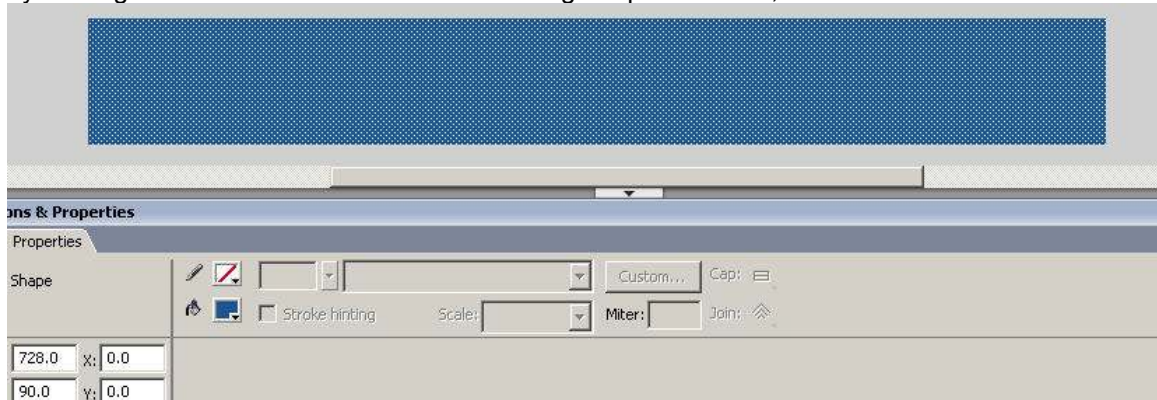 ons & Properties
Properties
Shape
Custom...
Cap:
Stroke hinting
Scale:
Miter:
Join:
728.0 X: 0.0
90.0 Y: 0.0